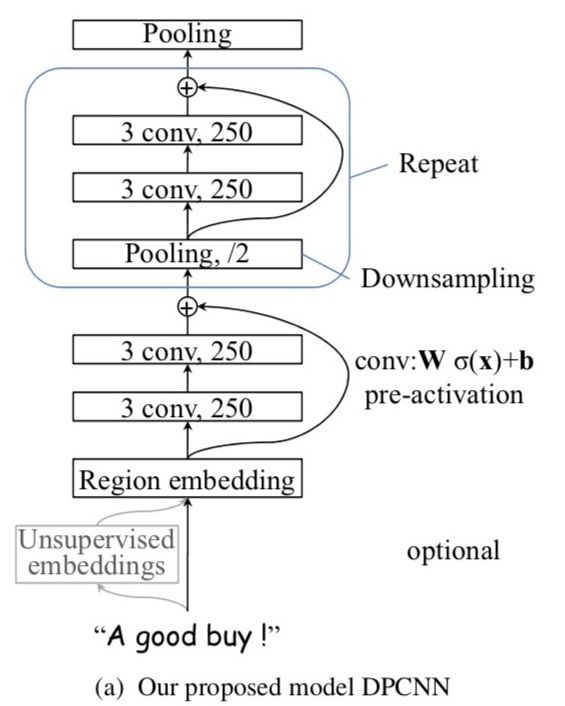 Pooling
3 conv, 250
3 conv, 250
Repeat
Pooling, /2
Downsampling
3 conv, 250
conv:W σ(x)+b
pre-activation
3 conv, 250
Region embedding
Unsupervised
embeddings
optional
“A good buy !”
(a) Our proposed model DPCNN